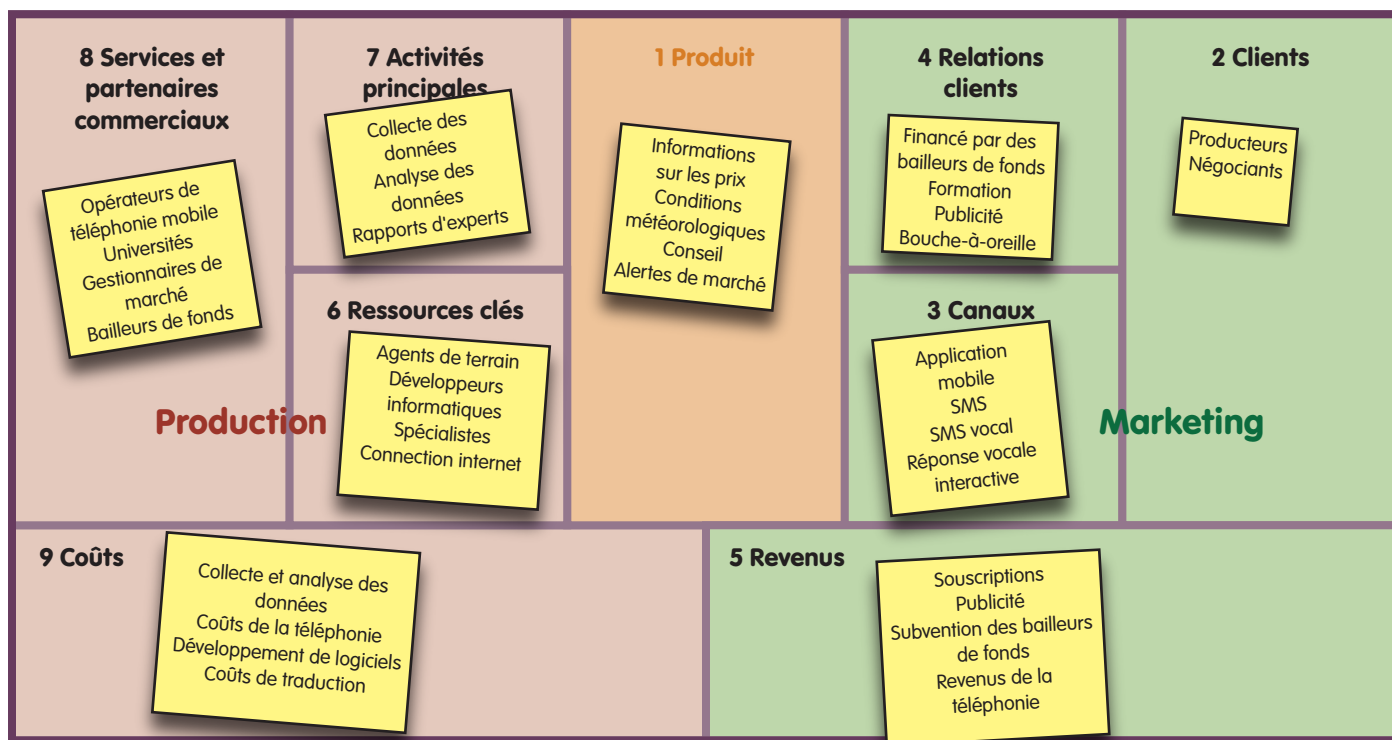 8 Services et
partenaires
commerciaux
Opérateurs de
téléphonie mobile
Universités
Gestionnaires de
marché
Bailleurs de fonds
7 Activités
principales
Collecte des
données
Analyse des
données
Rapports d'experts
6 Ressources clés
Agents de terrain
Développeurs
informatiques
Spécialistes
Connection internet
Production
1 Produit
Informations
sur les prix
Conditions
météorologiques
Conseil
Alertes de marché
4 Relations
clients
Financé par des
bailleurs de fonds
Formation
Publicité
Bouche-à-oreille
3 Canaux
Application
mobile
SMS
SMS vocal
Réponse vocale
interactive
2 Clients
Producteurs
Négociants
Marketing
9 Coûts
Collecte et analyse des
données
Coûts de la téléphonie
Développement de logiciels
Coûts de traduction
5 Revenus
Souscriptions
Publicité
Subvention des bailleurs
de fonds
Revenus de la
téléphonie